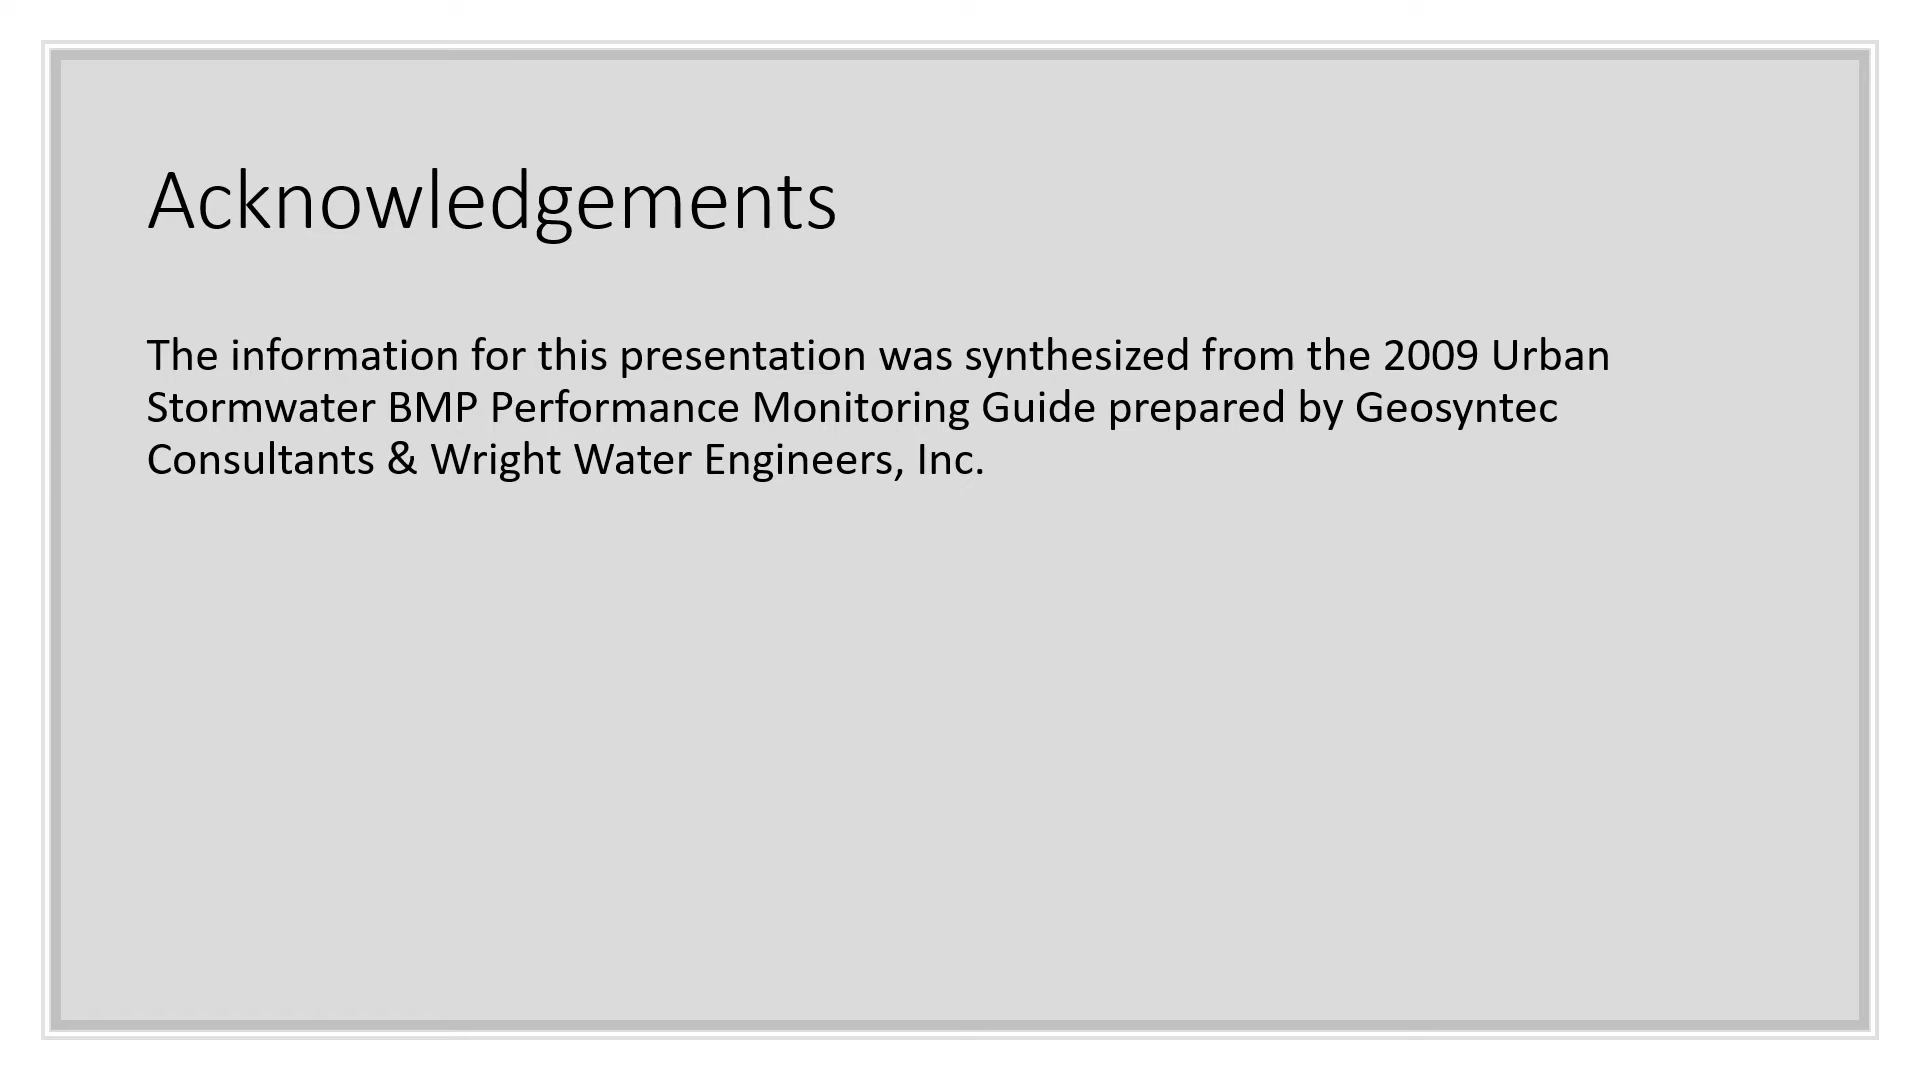 Acknowledgements
The information for this presentation was synthesized from the 2009 Urban
Stormwater BMP Performance Monitoring Guide prepared by Geosyntec
Consultants & Wright Water Engineers, Inc.